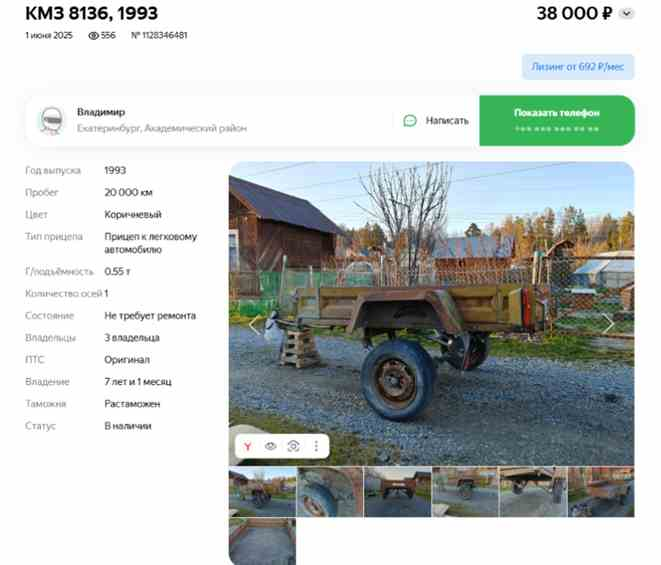 КМЗ 8136, 1993
38 000 ₽
1 июня 2025 556 № 1128346481
Лизинг от 692 ₽/мес
Владимир
Екатеринбург, Академический район
Написать
Показать телефон
Год выпуска 1993
Пробег 20 000 км
Цвет Коричневый
Тип прицепа Прицеп к легковому
автомобилю
Г/подъёмность 0.55 т
Количество осей 1
Состояние Не требует ремонта
Владельцы 3 владельца
ПТС Оригинал
Владение 7 лет и 1 месяц
Таможня Растаможен
Статус В наличии
Y